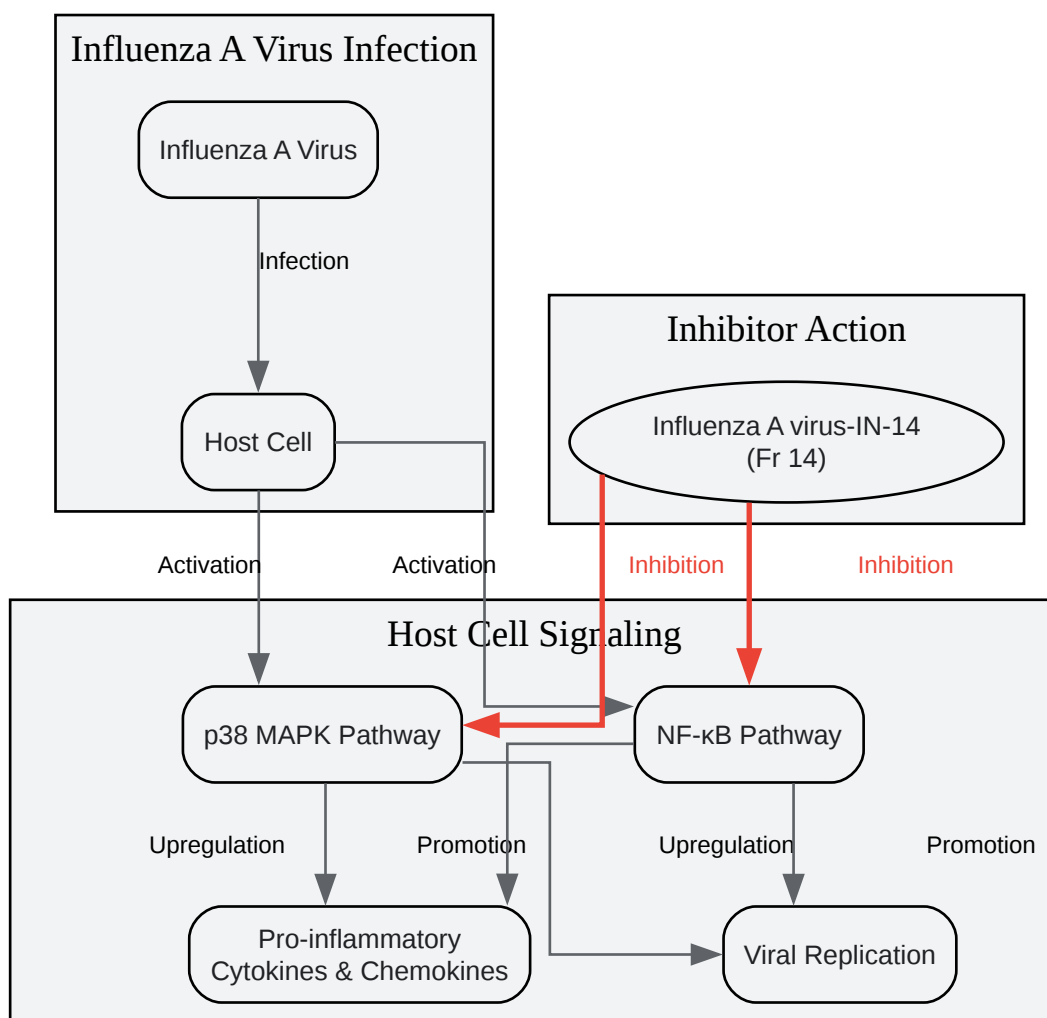 Influenza A Virus Infection
Influenza A Virus
Infection
Host Cell
Inhibitor Action
Influenza A virus-IN-14
(Fr 14)
Activation
Activation
Inhibition
Inhibition
Host Cell Signaling
p38 MAPK Pathway
NF-κB Pathway
Upregulation
Promotion
Upregulation
Promotion
Pro-inflammatory
Cytokines & Chemokines
Viral Replication